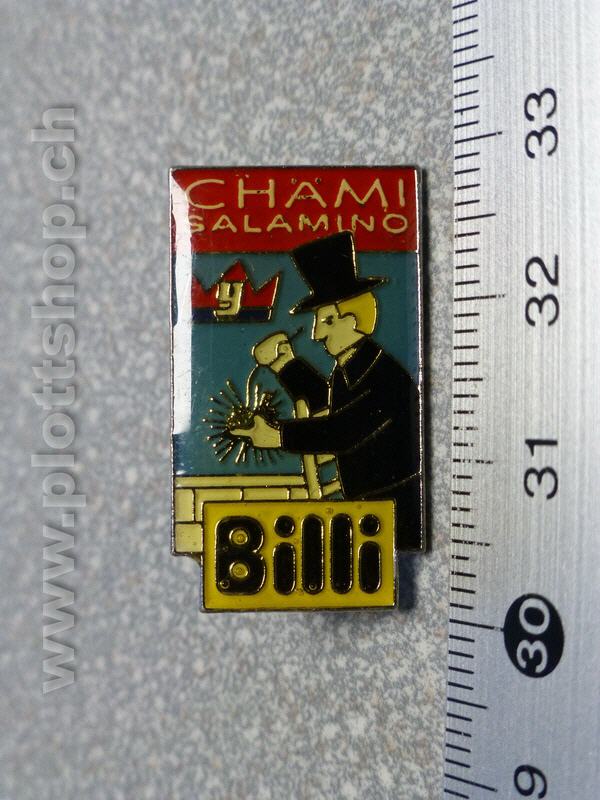 CHÄMI
SALAMINO
y
Billi
www.plottshop.ch
33
32
31
30
9